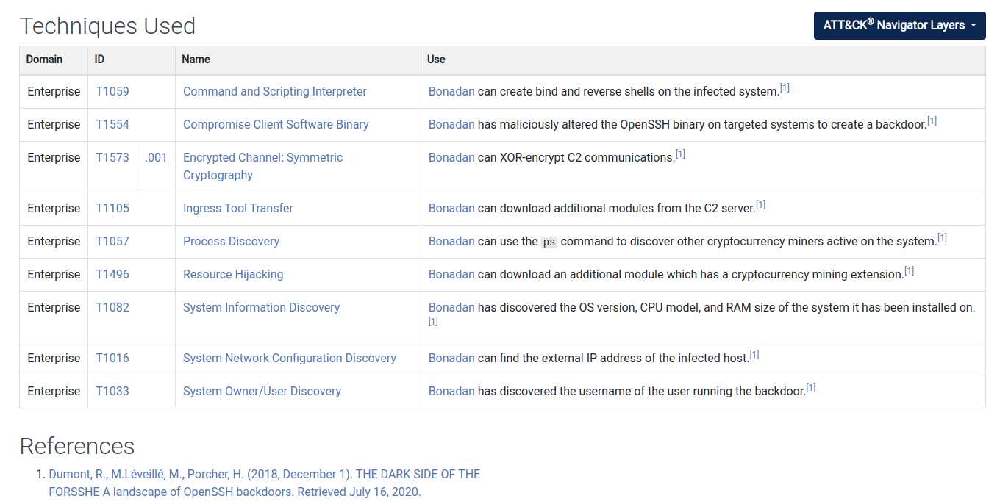 Techniques Used
ATT&CK® Navigator Layers
Domain ID Name Use
Enterprise T1059 Command and Scripting Interpreter Bonadan can create bind and reverse shells on the infected system.[1]
Enterprise T1554 Compromise Client Software Binary Bonadan has maliciously altered the OpenSSH binary on targeted systems to create a backdoor.[1]
Enterprise T1573 .001 Encrypted Channel: Symmetric Bonadan can XOR-encrypt C2 communications.[1]
Cryptography
Enterprise T1105 Ingress Tool Transfer Bonadan can download additional modules from the C2 server.[1]
Enterprise T1057 Process Discovery Bonadan can use the ps command to discover other cryptocurrency miners active on the system.[1]
Enterprise T1496 Resource Hijacking Bonadan can download an additional module which has a cryptocurrency mining extension.[1]
Enterprise T1082 System Information Discovery Bonadan has discovered the OS version, CPU model, and RAM size of the system it has been installed on.
[1]
Enterprise T1016 System Network Configuration Discovery Bonadan can find the external IP address of the infected host.[1]
Enterprise T1033 System Owner/User Discovery Bonadan has discovered the username of the user running the backdoor.[1]
References
1. Dumont, R., M.Léveillé, M., Porcher, H. (2018, December 1). THE DARK SIDE OF THE
FORSSHE A landscape of OpenSSH backdoors. Retrieved July 16, 2020.